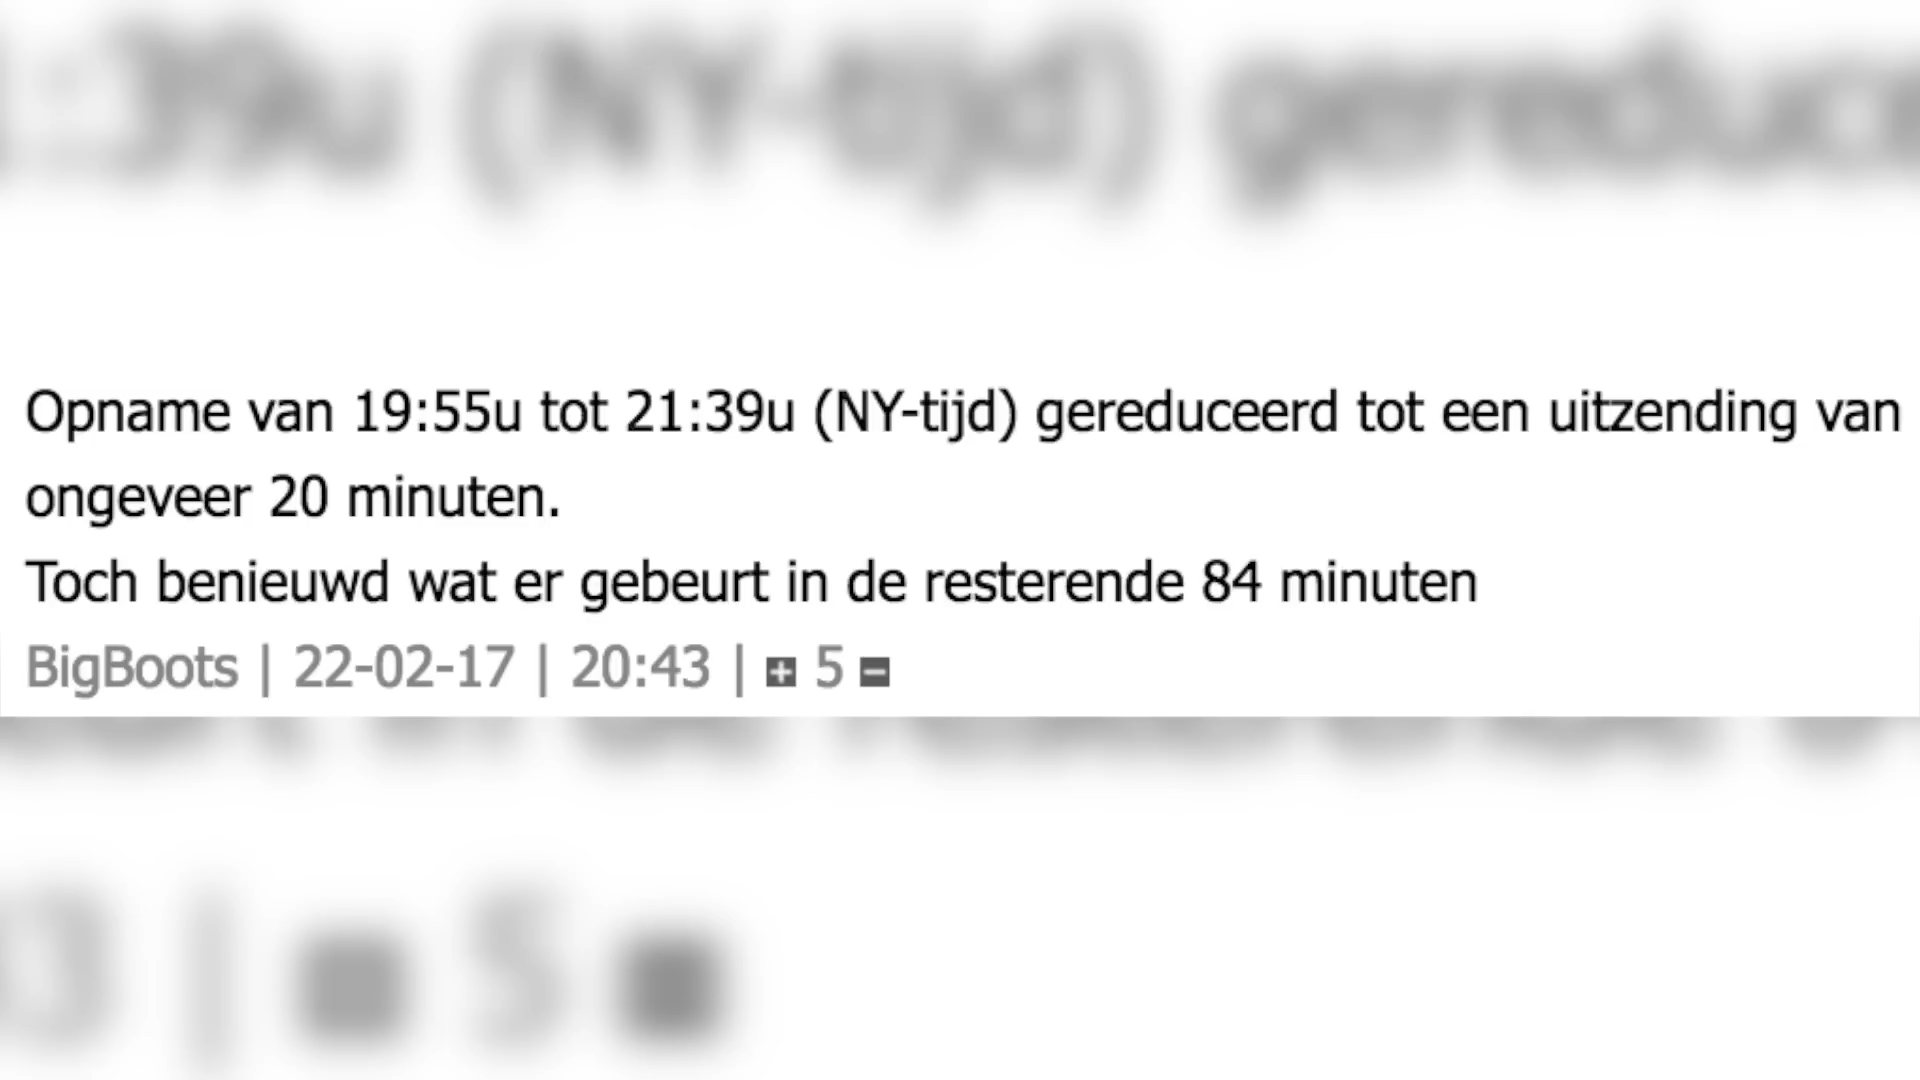 Opname van 19:55u tot 21:39u (NY-tijd) gereduceerd tot een uitzending van
ongeveer 20 minuten.
Toch benieuwd wat er gebeurt in de resterende 84 minuten
BigBoots | 22-02-17 | 20:43 | + 5 -